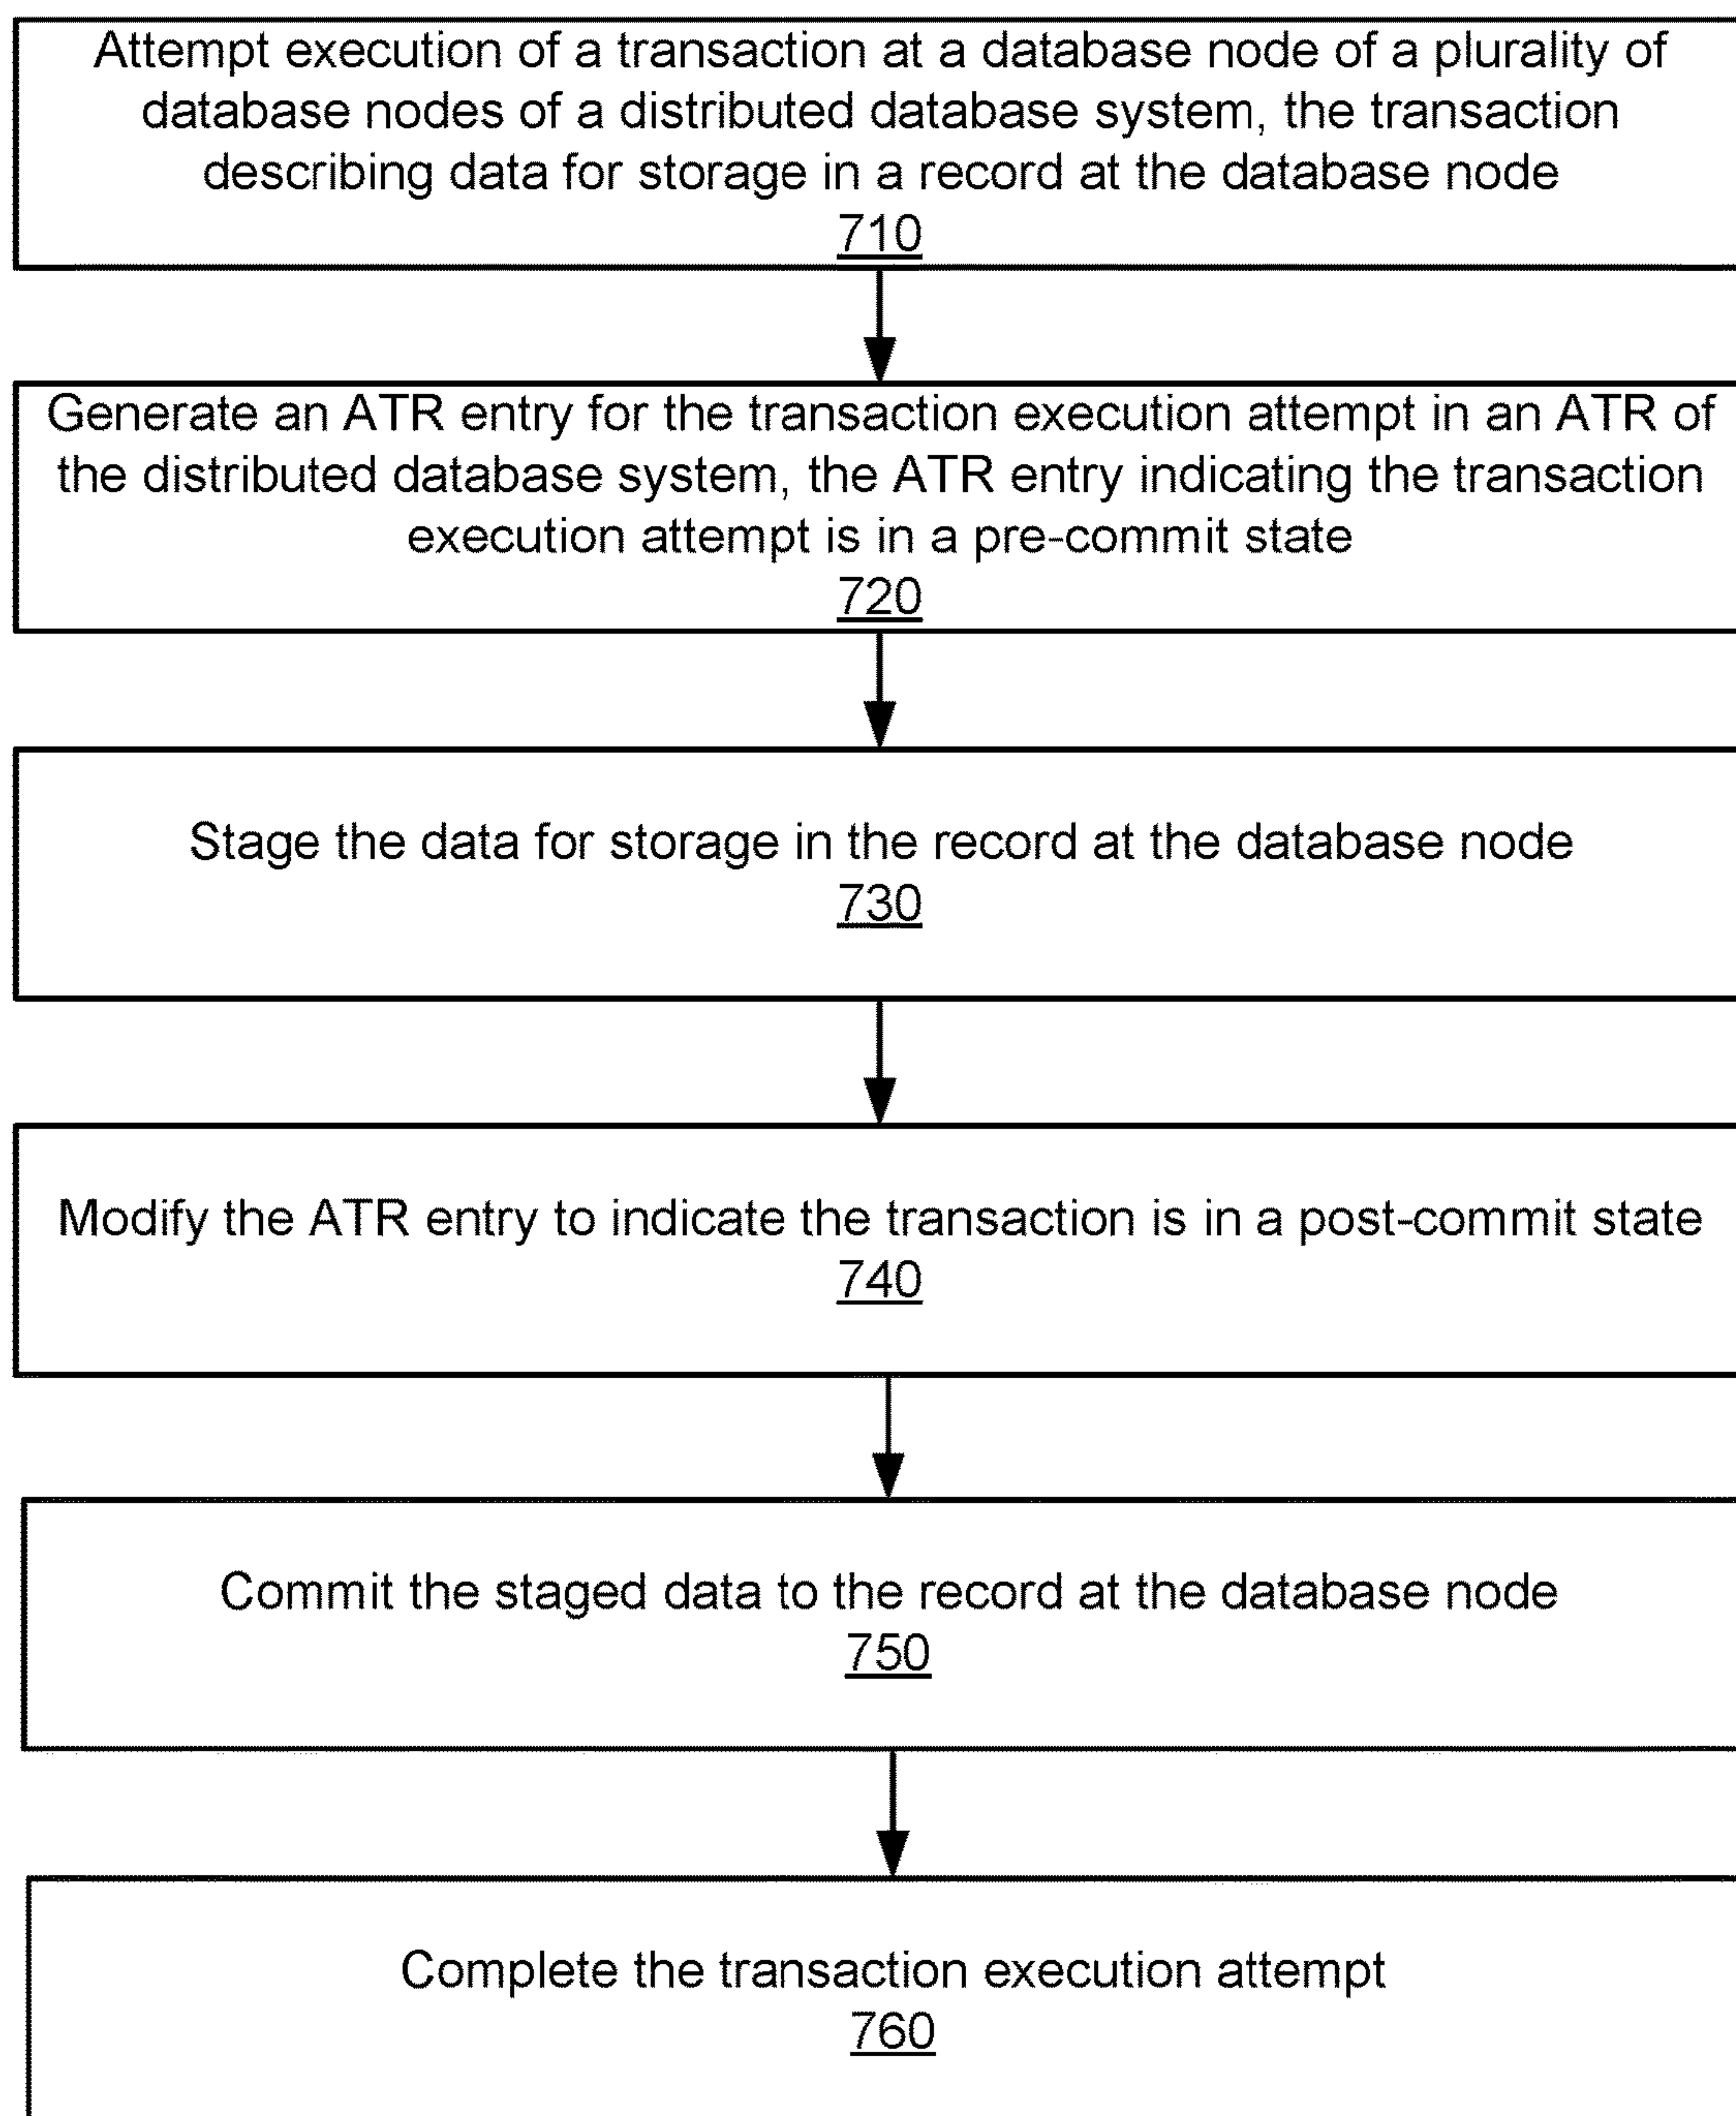 Attempt execution of a transaction at a database node of a plurality of
database nodes of a distributed database system, the transaction
describing data for storage in a record at the database node
710
Generate an ATR entry for the transaction execution attempt in an ATR of
the distributed database system, the ATR entry indicating the transaction
execution attempt is in a pre-commit state
720
Stage the data for storage in the record at the database node
730
Modify the ATR entry to indicate the transaction is in a post-commit state
740
Commit the staged data to the record at the database node
750
Complete the transaction execution attempt
760